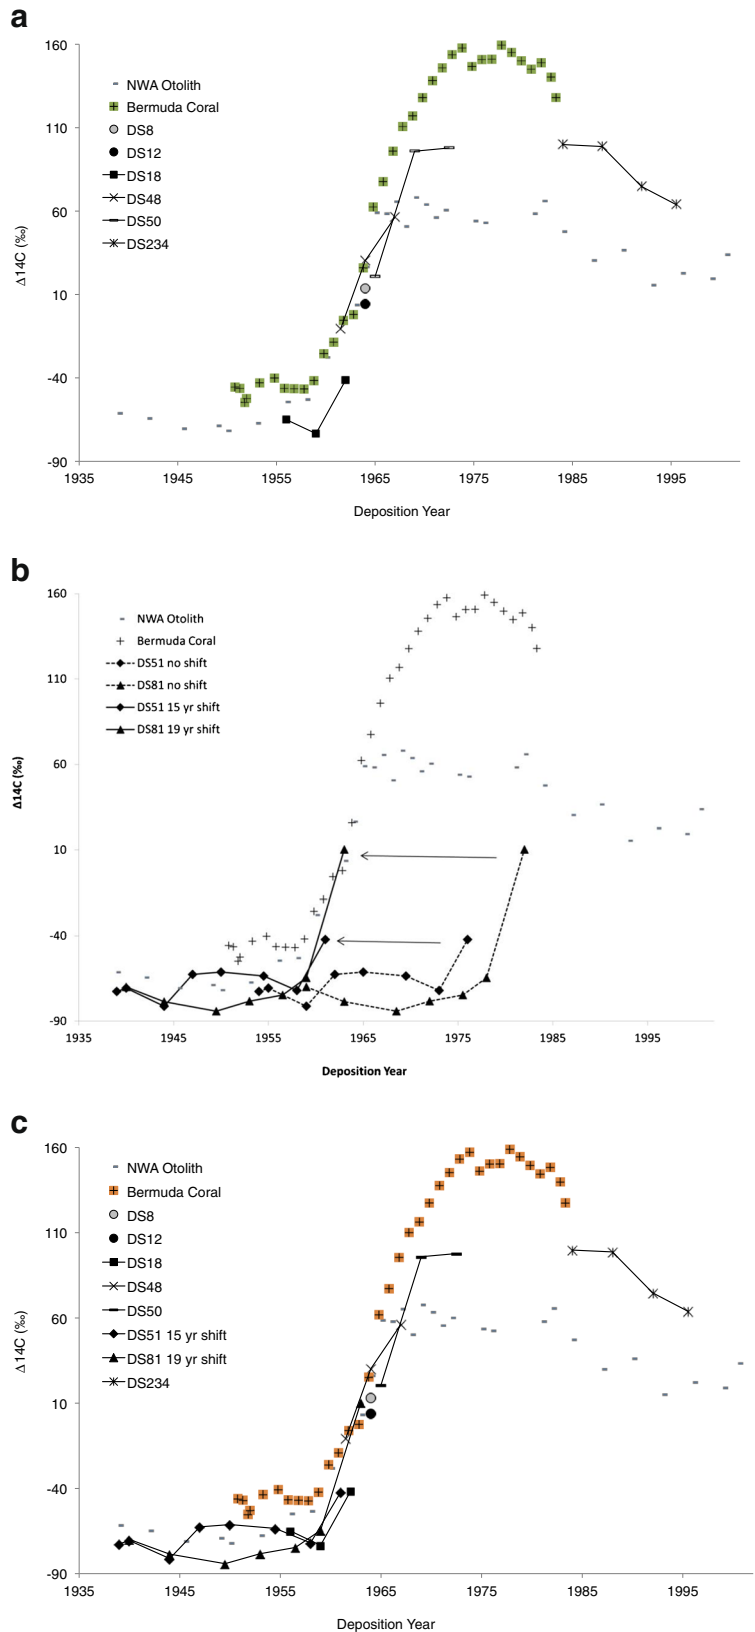 a
160
110
60
10
-40
-90
Δ14C (‰)
NWA Otolith
Bermuda Coral
DS8
DS12
DS18
DS48
DS50
DS234
1935 1945 1955 1965 1975 1985 1995
Deposition Year
b
160
110
60
10
-40
-90
Δ14C (‰)
NWA Otolith
Bermuda Coral
DS51 no shift
DS81 no shift
DS51 15 yr shift
DS81 19 yr shift
1935 1945 1955 1965 1975 1985 1995
Deposition Year
c
160
110
60
10
-40
-90
Δ14C (‰)
NWA Otolith
Bermuda Coral
DS8
DS12
DS18
DS48
DS50
DS51 15 yr shift
DS81 19 yr shift
DS234
1935 1945 1955 1965 1975 1985 1995
Deposition Year